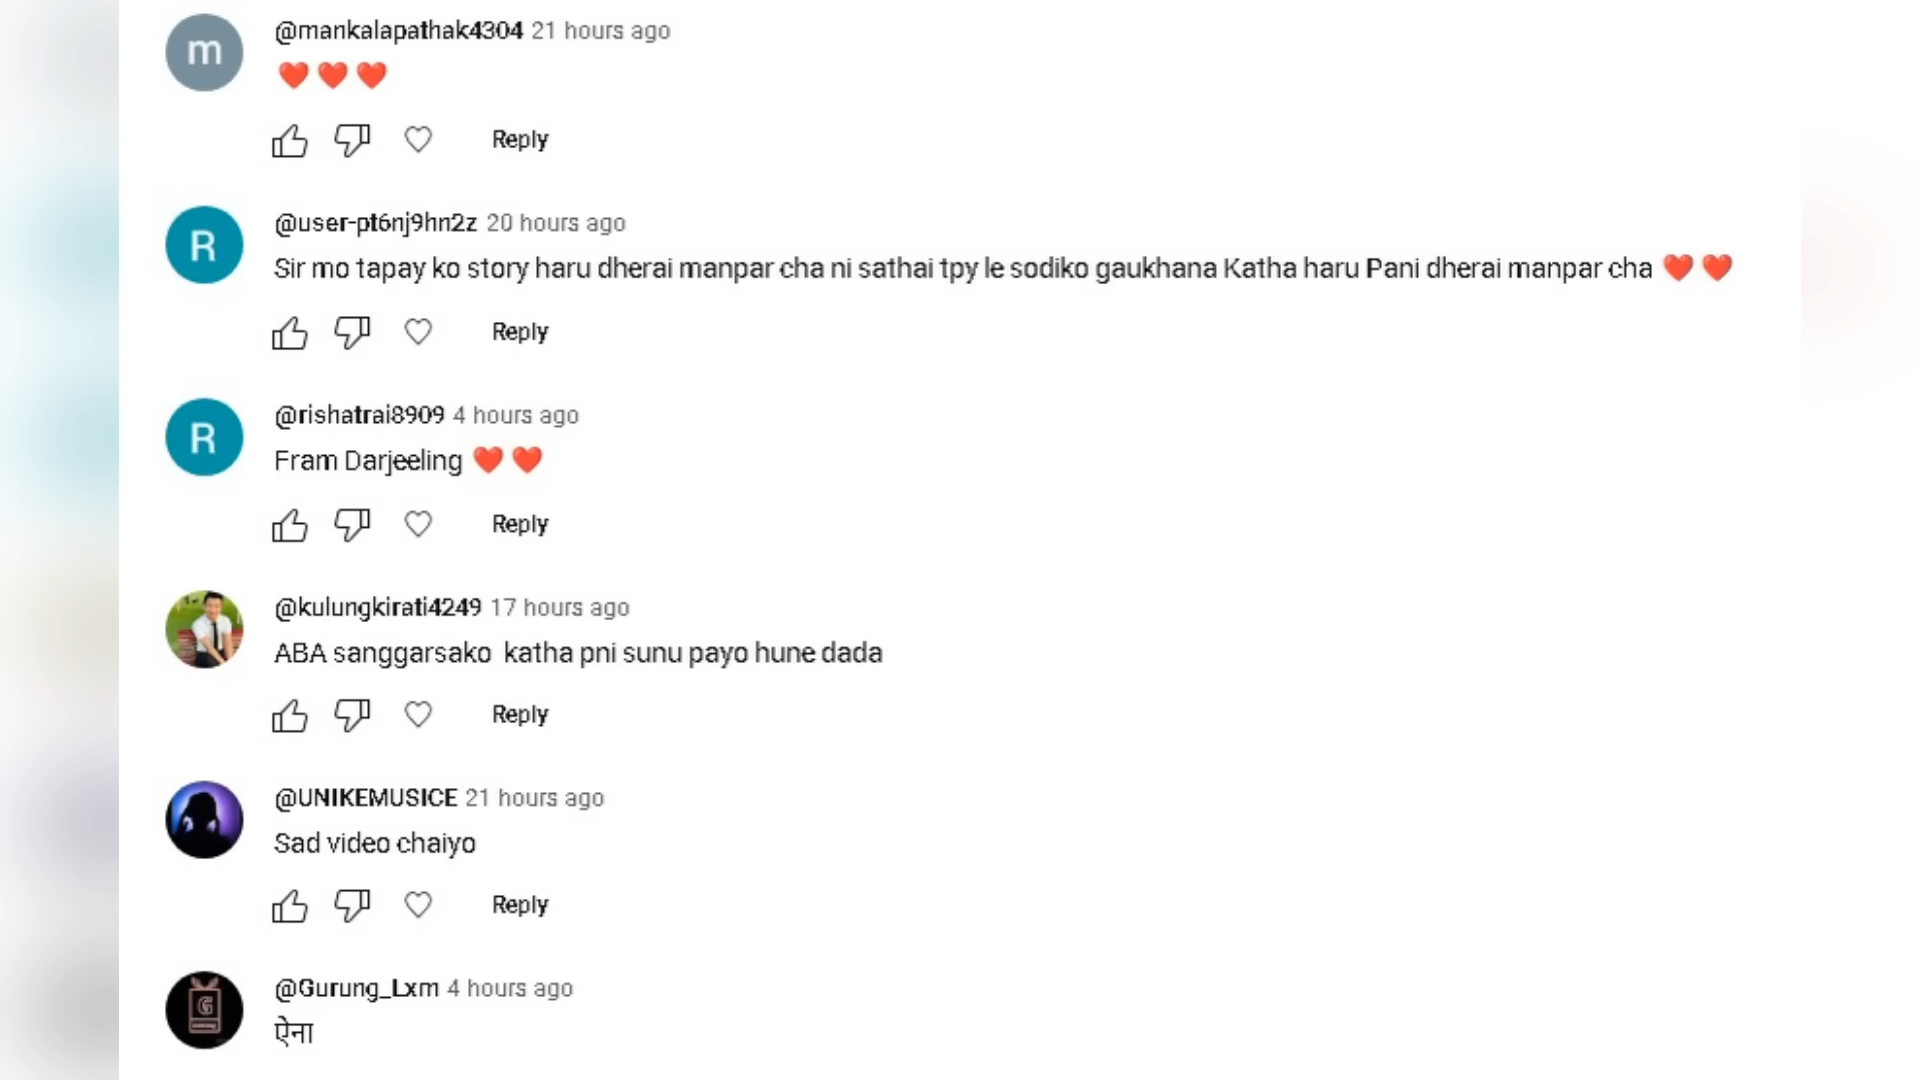 m
@mankalapathak4304 21 hours ago
❤️❤️❤️
Reply
R
@user-pt6nj9hn2z 20 hours ago
Sir mo tapay ko story haru dherai manpar cha ni sathai tpy le sodiko gaukhana Katha haru Pani dherai manpar cha ❤️❤️
Reply
R
@rishatrai8909 4 hours ago
Fram Darjeeling ❤️❤️
Reply
@kulungkirati4249 17 hours ago
ABA sanggarsako katha pni sunu payo hune dada
Reply
@UNIKEMUSICE 21 hours ago
Sad video chaiyo
Reply
G
@Gurung_Lxm 4 hours ago
ऐना